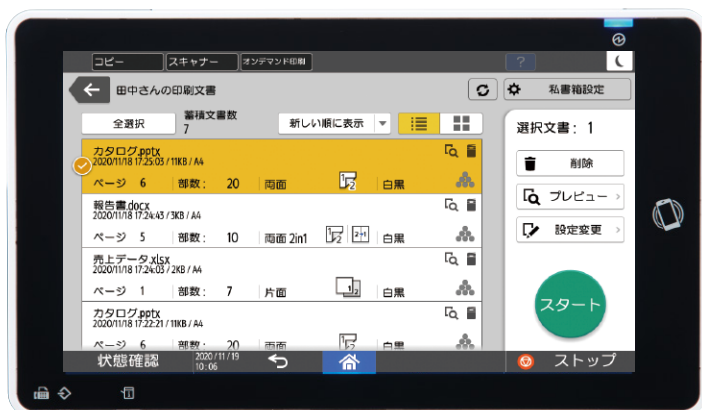 コピー
スキャナー
オンデマンド印刷
?
田中さんの印刷文書
私書箱設定
全選択
蓄積文書数
7
新しい順に表示
選択文書: 1
カタログ.pptx
2020/11/18 17:25:03 / 11KB / A4
ページ 6 部数: 20 両面 1 2 白黒
報告書.docx
2020/11/18 17:24:43 / 3KB / A4
ページ 5 部数: 10 両面 2in1 1 2 2in1 白黒
売上データ.xlsx
2020/11/18 17:24:03 / 2KB / A4
ページ 1 部数: 7 片面 1 2 白黒
カタログ.pptx
2020/11/18 17:22:21 / 11KB / A4
ページ 6 部数: 20 両面 1 2 白黒
削除
プレビュー
設定変更
スタート
状態確認
2020/11/19
10:06
ストップ